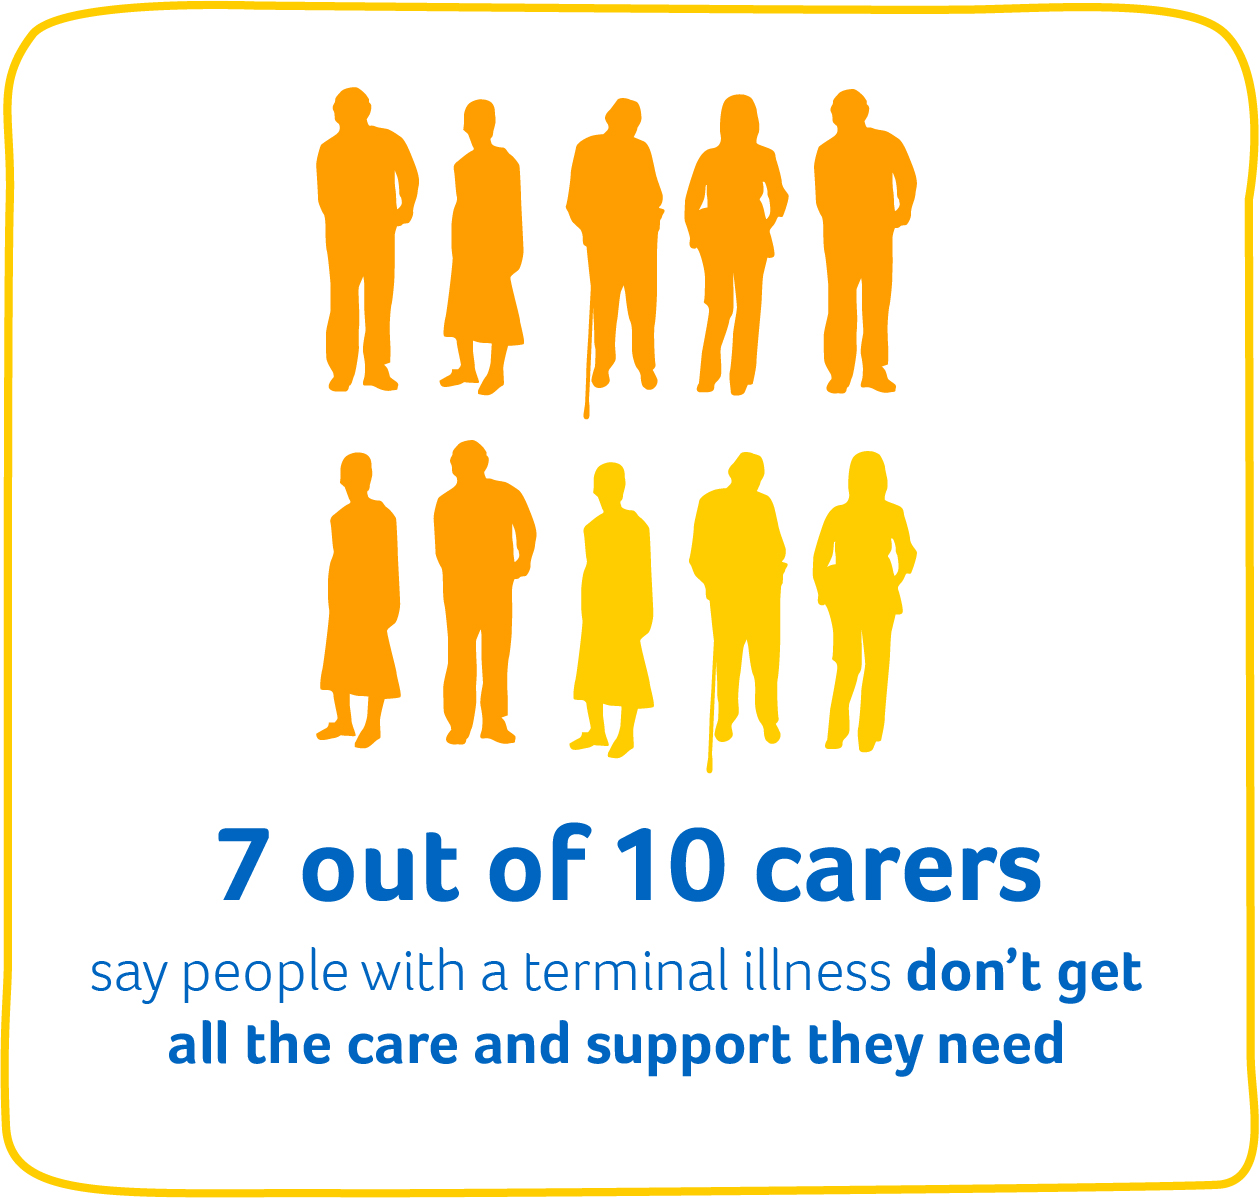 7 out of 10 carers
say people with a terminal illness don’t get
all the care and support they need